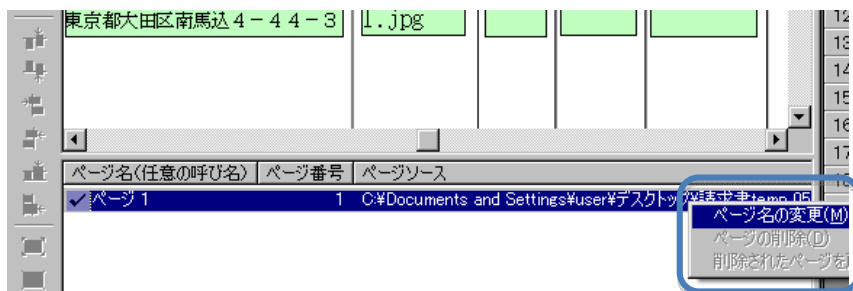 東京都大田区南馬込４－４４－３ 1.jpg
12
13
14
15
16
17
ページ名(任意の呼び名) ページ番号 ページソース
ページ 1 1 C:¥Documents and Settings¥user¥デスクトップ¥請求書temp 05
ページ名の変更(M)
ページの削除(D)
削除されたページを